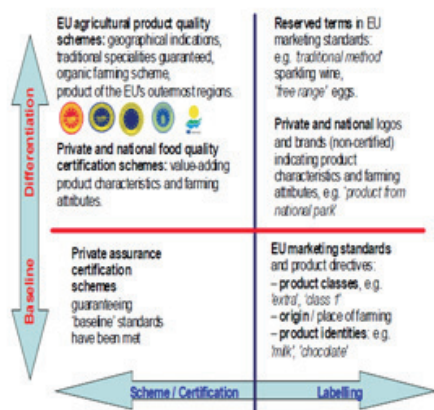 EU agricultural product quality
schemes: geographical indications,
traditional specialities guaranteed,
organic farming scheme,
product of the EU's outermost regions.
Private and national food quality
certification schemes: value-adding
product characteristics and farming
attributes.
Reserved terms in EU
marketing standards:
e.g. 'traditional method'
sparkling wine,
'free range' eggs.
Private and national logos
and brands (non-certified)
indicating product
characteristics and farming
attributes, e.g. 'product from
national park'
Differentiation
Baseline
Private assurance
certification
schemes
guaranteeing
'baseline' standards
have been met
EU marketing standards
and product directives:
– product classes, e.g.
'extra', 'class 1'
– origin / place of farming
– product identities: e.g.
'milk', 'chocolate'
Scheme / Certification
Labelling